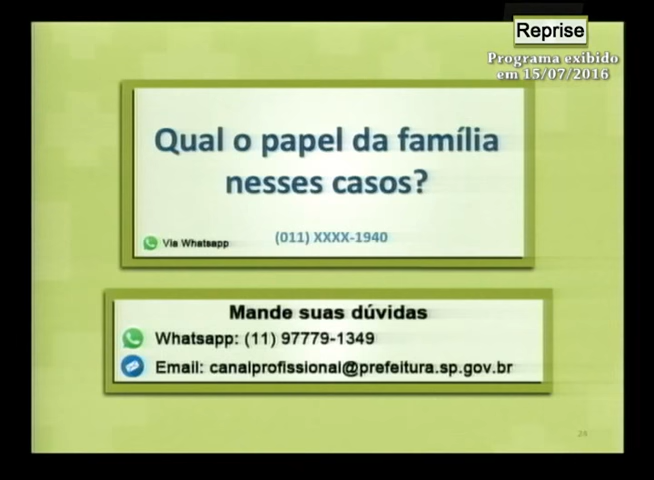 Reprise
Programa exibido
em 15/07/2016
Qual o papel da família
nesses casos?
Via Whatsapp
(011) XXXX-1940
Mande suas dúvidas
Whatsapp: (11) 97779-1349
Email: canalprofissional@prefeitura.sp.gov.br